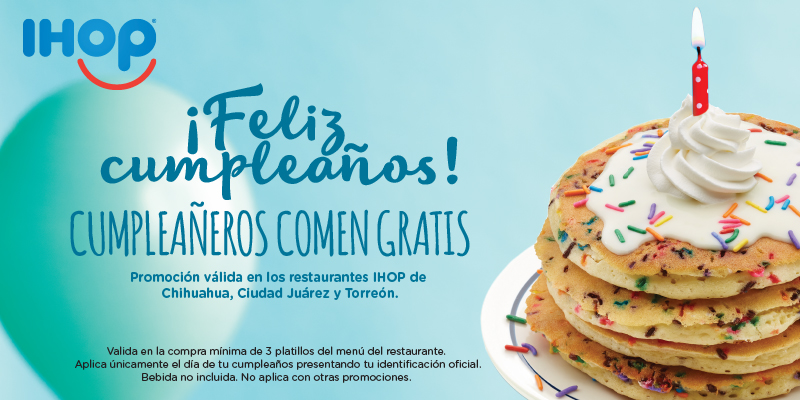 IHOP
¡Feliz
cumpleaños!
CUMPLEAÑEROS COMEN GRATIS
Promoción válida en los restaurantes IHOP de
Chihuahua, Ciudad Juárez y Torreón.
Valida en la compra mínima de 3 platillos del menú del restaurante.
Aplica únicamente el día de tu cumpleaños presentando tu identificación oficial.
Bebida no incluida. No aplica con otras promociones.